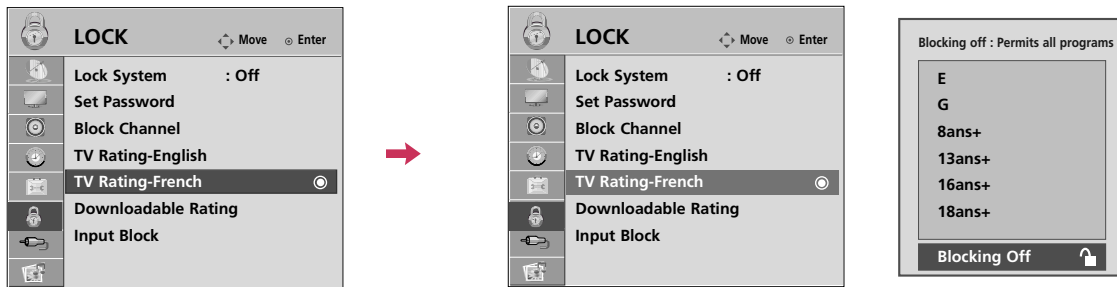 LOCK
Move
Enter
Lock System : Off
Set Password
Block Channel
TV Rating-English
TV Rating-French
Downloadable Rating
Input Block
LOCK
Move
Enter
Lock System : Off
Set Password
Block Channel
TV Rating-English
TV Rating-French
Downloadable Rating
Input Block
Blocking off : Permits all programs
E
G
8ans+
13ans+
16ans+
18ans+
Blocking Off